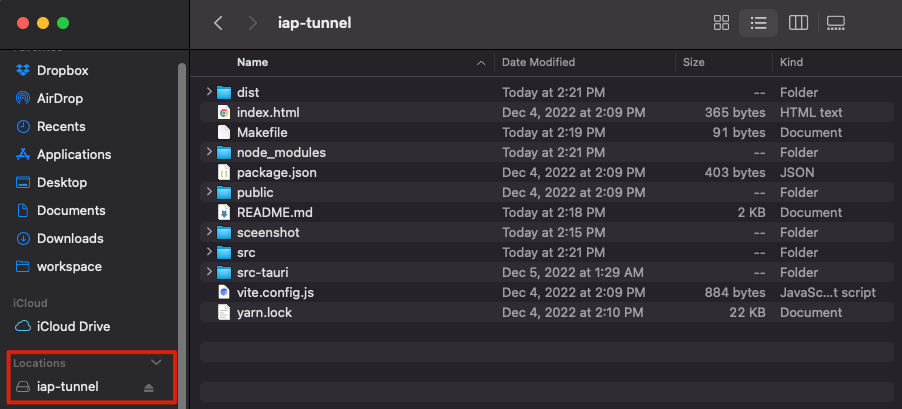 iap-tunnel
Dropbox
AirDrop
Recents
Applications
Desktop
Documents
Downloads
workspace
iCloud
iCloud Drive
Locations
iap-tunnel
Name Date Modified Size Kind
dist Today at 2:21 PM -- Folder
index.html Dec 4, 2022 at 2:09 PM 365 bytes HTML text
Makefile Today at 2:19 PM 91 bytes Document
node_modules Today at 2:21 PM -- Folder
package.json Dec 4, 2022 at 2:09 PM 403 bytes JSON
public Dec 4, 2022 at 2:09 PM -- Folder
README.md Today at 2:18 PM 2 KB Document
sceenshot Today at 2:15 PM -- Folder
src Today at 2:21 PM -- Folder
src-tauri Dec 5, 2022 at 1:29 AM -- Folder
vite.config.js Dec 4, 2022 at 2:09 PM 884 bytes JavaSc...t script
yarn.lock Dec 4, 2022 at 2:10 PM 22 KB Document